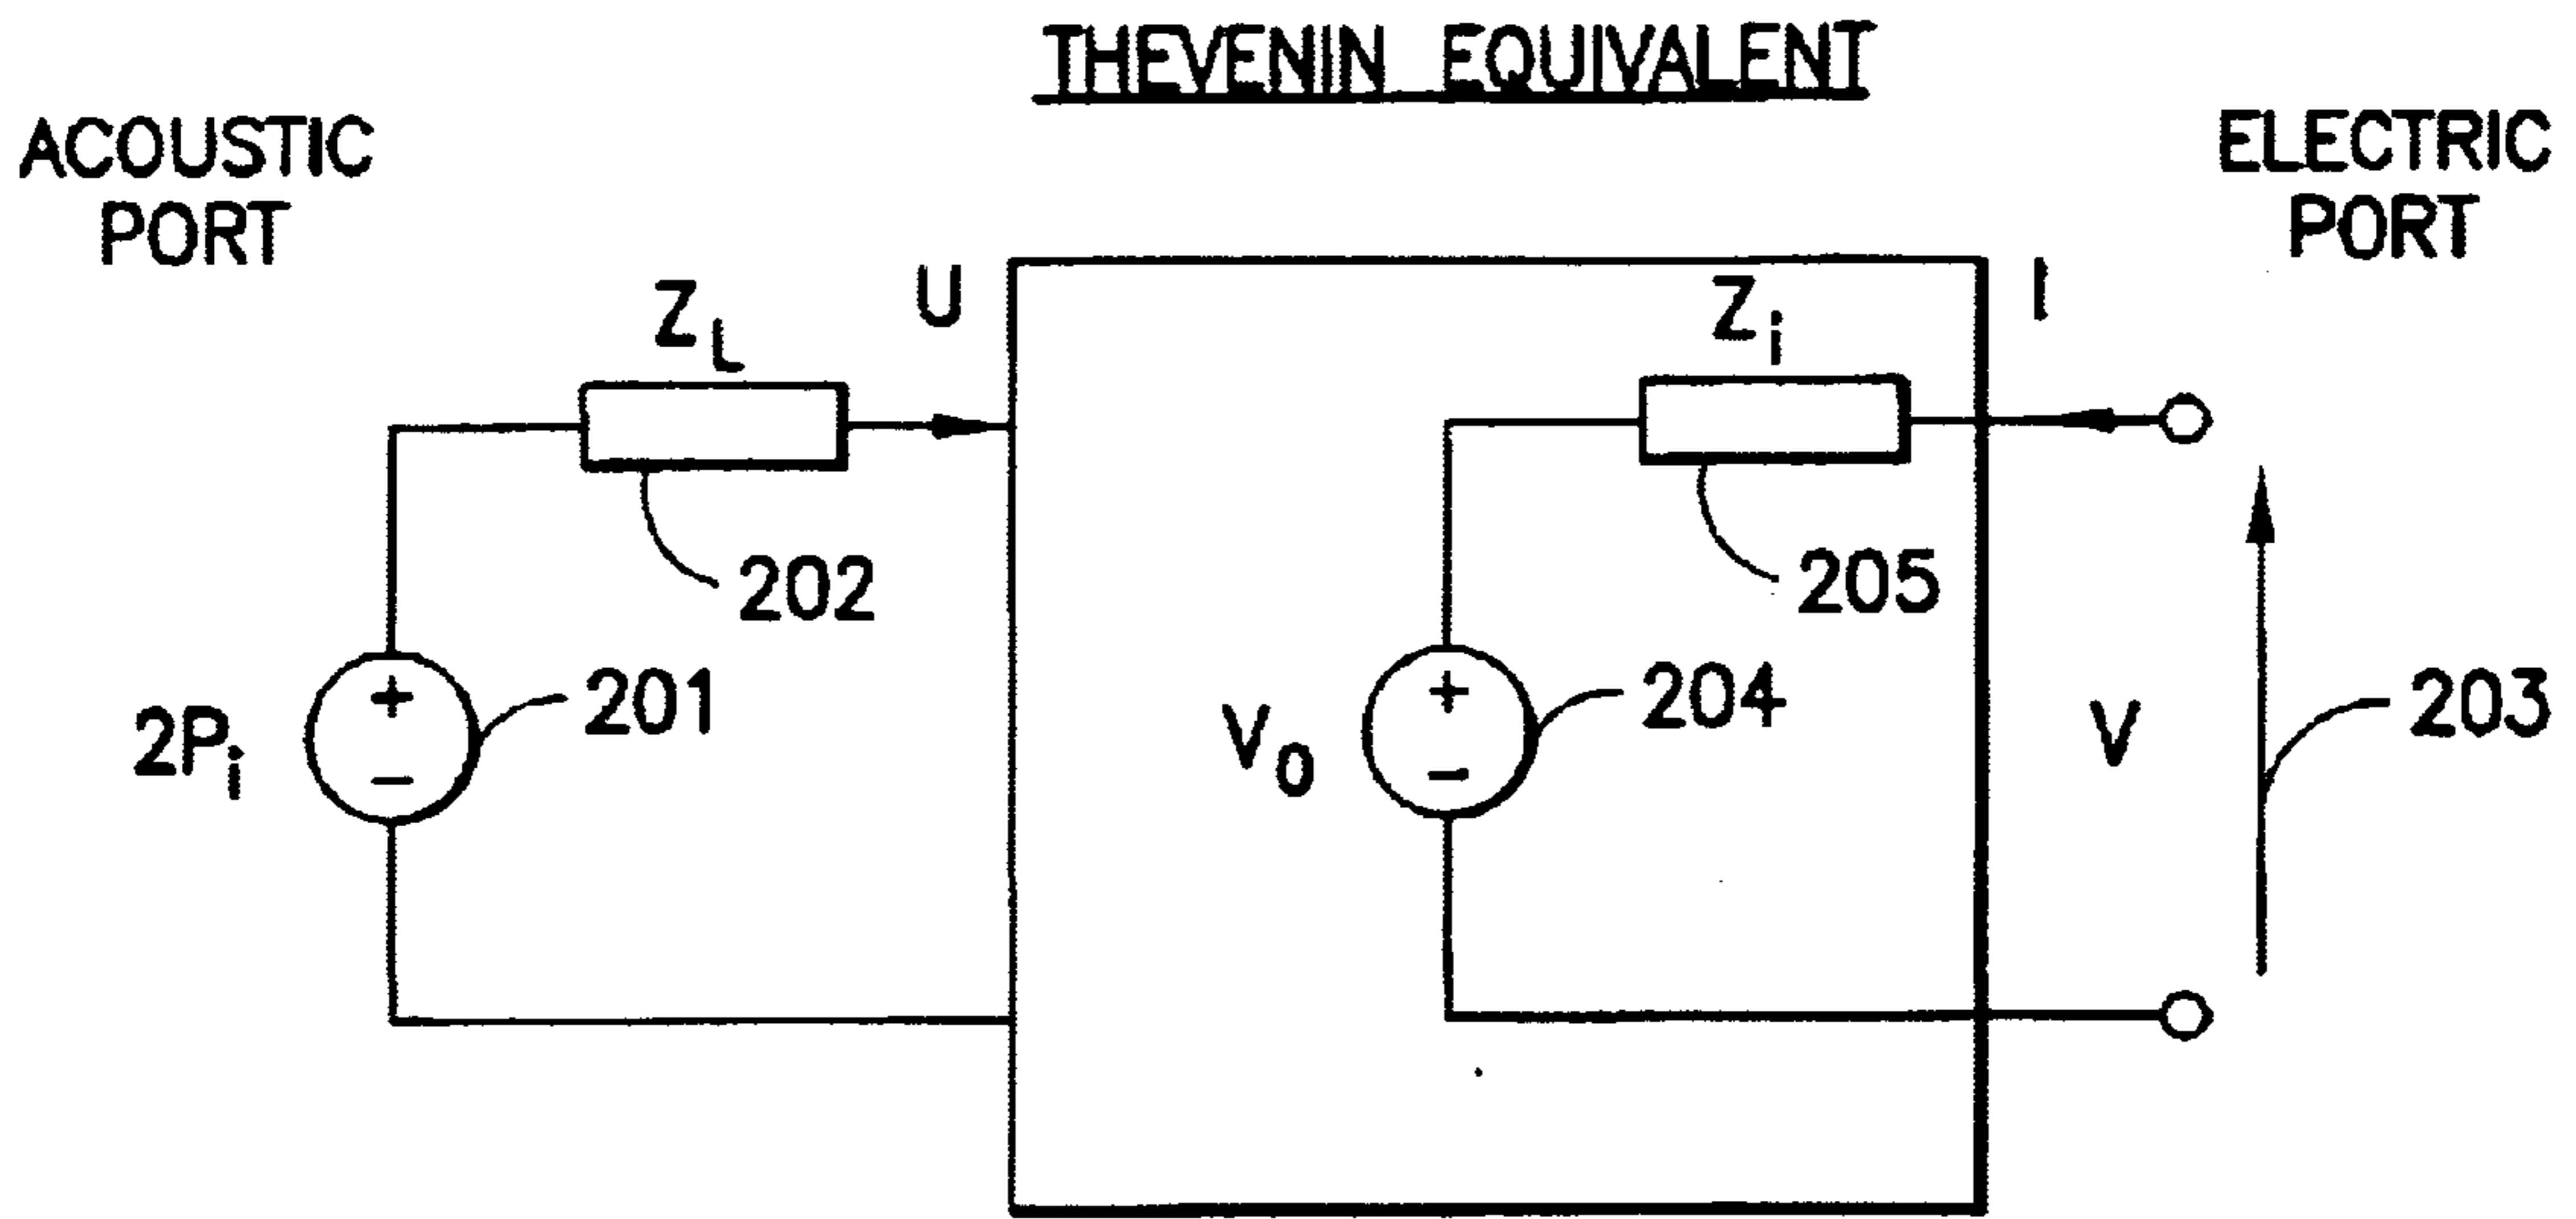 THEVENIN EQUIVALENT
ACOUSTIC
PORT
ELECTRIC
PORT
Z_L
U
Z_i
I
202
205
2P_i
+
−
201
V_0
+
−
204
V
203